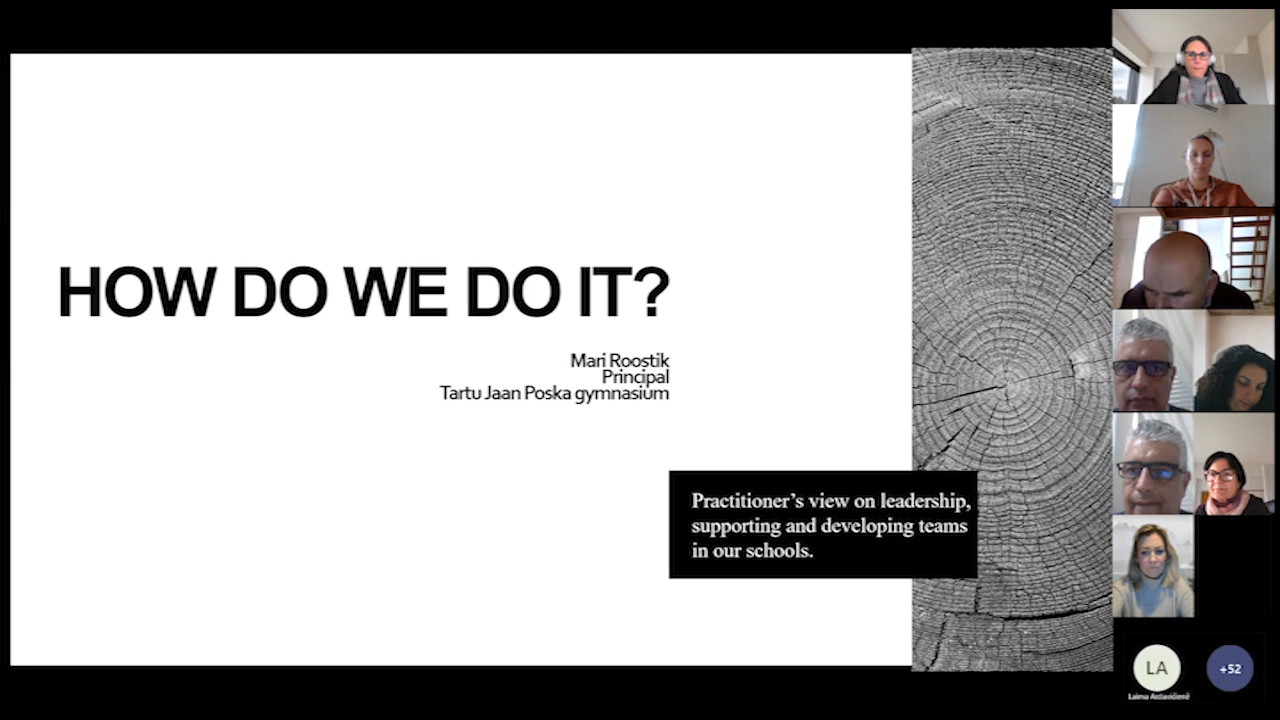 HOW DO WE DO IT?
Mari Roostik
Principal
Tartu Jaan Poska gymnasium
Practitioner's view on leadership,
supporting and developing teams
in our schools.
LA
+52
Laima